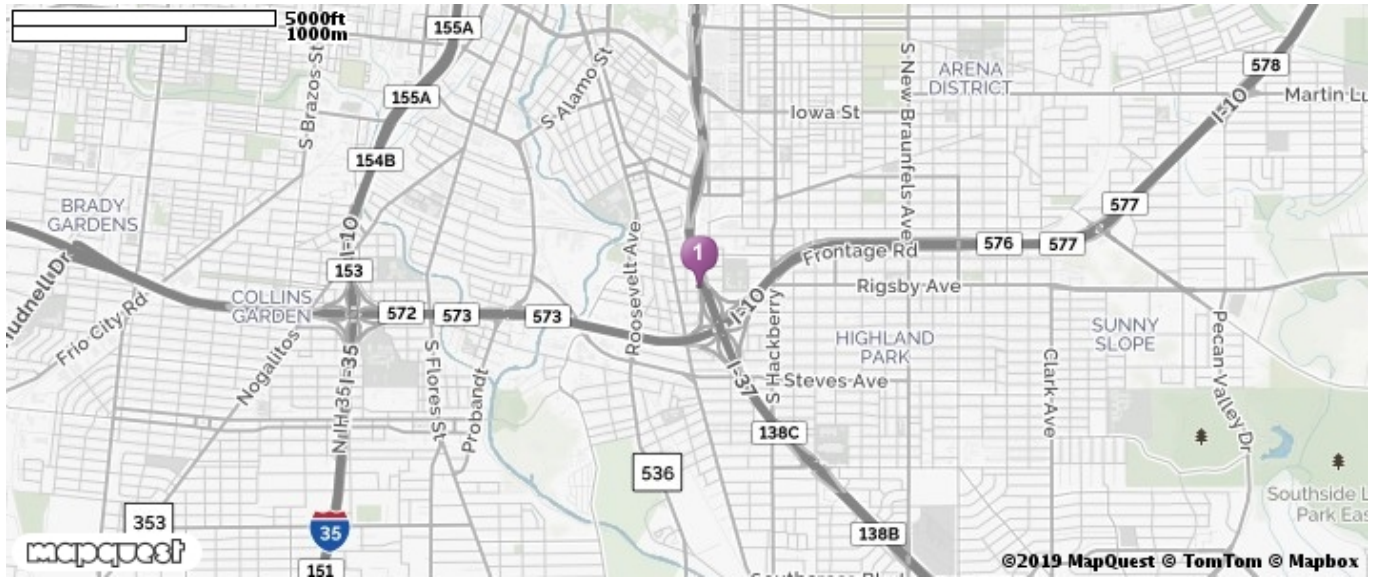 5000ft
1000m
155A
155A
154B
S Brazos St
S Alamo St
S New Braunfels Ave
ARENA
DISTRICT
578
I-10
Martin Lu
Iowa St
BRADY
GARDENS
I-10
153
Roosevelt Ave
1
577
576
577
Frontage Rd
Rigsby Ave
COLLINS
GARDEN
572
573
573
I-10
Frio City Rd
Nogalitos
I-35
N IH 35
S Flores St
Probandt
S Hackberry
HIGHLAND
PARK
SUNNY
SLOPE
Pecan Valley Dr
Clark Ave
Steves Ave
I-37
138C
536
353
35
151
138B
Southside L
Park Eas
mapquest
©2019 MapQuest © TomTom © Mapbox